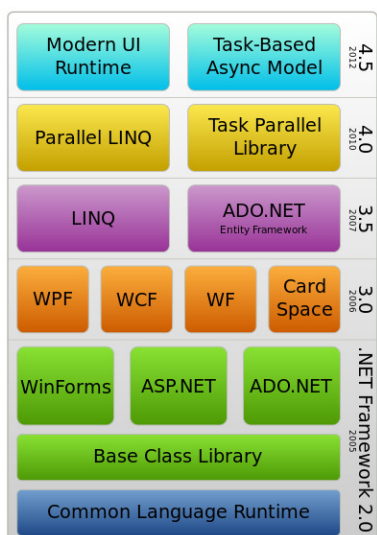 Modern UI
Runtime
Task-Based
Async Model
4.5
2012
Parallel LINQ
Task Parallel
Library
4.0
2010
LINQ
ADO.NET
Entity Framework
3.5
2007
WPF
WCF
WF
Card
Space
3.0
2006
WinForms
ASP.NET
ADO.NET
Base Class Library
Common Language Runtime
.NET Framework 2.0
2005